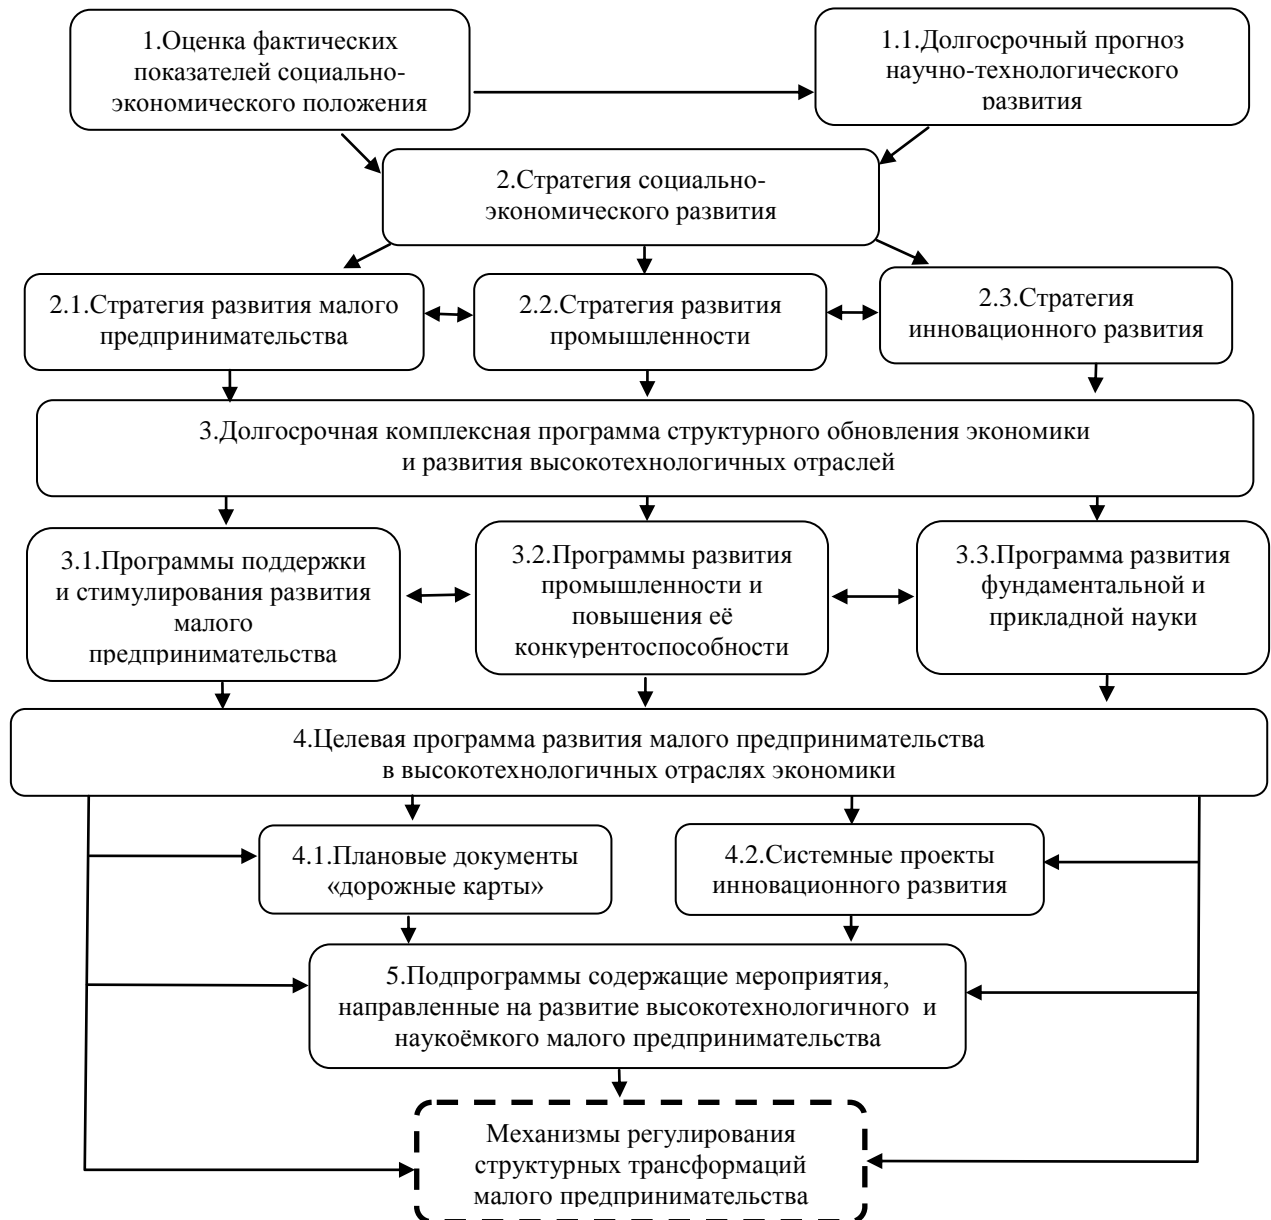 1.Оценка фактических
показателей социально-
экономического положения
1.1.Долгосрочный прогноз
научно-технологического
развития
2.Стратегия социально-
экономического развития
2.1.Стратегия развития малого
предпринимательства
2.2.Стратегия развития
промышленности
2.3.Стратегия
инновационного развития
3.Долгосрочная комплексная программа структурного обновления экономики
и развития высокотехнологичных отраслей
3.1.Программы поддержки
и стимулирования развития
малого
предпринимательства
3.2.Программы развития
промышленности и
повышения её
конкурентоспособности
3.3.Программа развития
фундаментальной и
прикладной науки
4.Целевая программа развития малого предпринимательства
в высокотехнологичных отраслях экономики
4.1.Плановые документы
«дорожные карты»
4.2.Системные проекты
инновационного развития
5.Подпрограммы содержащие мероприятия,
направленные на развитие высокотехнологичного и
наукоёмкого малого предпринимательства
Механизмы регулирования
структурных трансформаций
малого предпринимательства